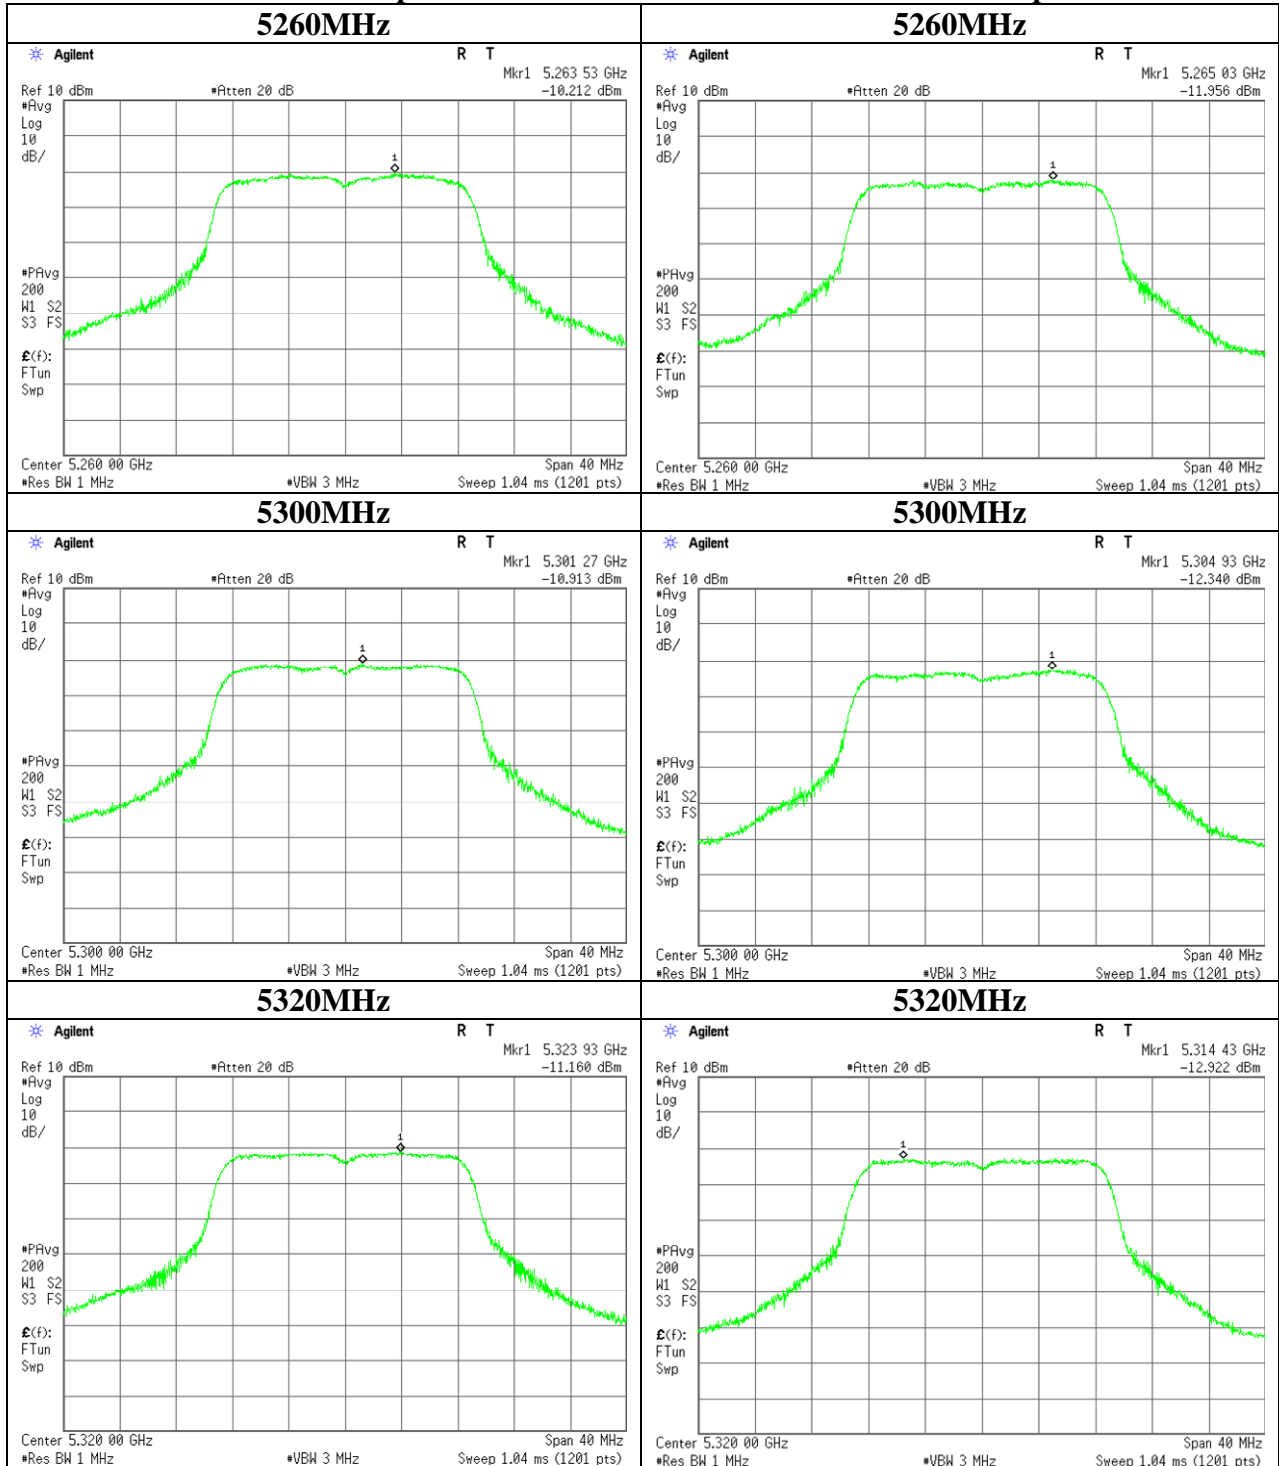 5260MHz
5260MHz
Agilent R T
Mkr1 5.263 53 GHz
Ref 10 dBm #Atten 20 dB -10.212 dBm
#Avg
Log
10
dB/
1
#PAvg
200
W1 S2
S3 FS
£(f):
FTun
Swp
Center 5.260 00 GHz Span 40 MHz
#Res BW 1 MHz #VBW 3 MHz Sweep 1.04 ms (1201 pts)
Agilent R T
Mkr1 5.265 03 GHz
Ref 10 dBm #Atten 20 dB -11.956 dBm
#Avg
Log
10
dB/
1
#PAvg
200
W1 S2
S3 FS
£(f):
FTun
Swp
Center 5.260 00 GHz Span 40 MHz
#Res BW 1 MHz #VBW 3 MHz Sweep 1.04 ms (1201 pts)
5300MHz
5300MHz
Agilent R T
Mkr1 5.301 27 GHz
Ref 10 dBm #Atten 20 dB -10.913 dBm
#Avg
Log
10
dB/
1
#PAvg
200
W1 S2
S3 FS
£(f):
FTun
Swp
Center 5.300 00 GHz Span 40 MHz
#Res BW 1 MHz #VBW 3 MHz Sweep 1.04 ms (1201 pts)
Agilent R T
Mkr1 5.304 93 GHz
Ref 10 dBm #Atten 20 dB -12.340 dBm
#Avg
Log
10
dB/
1
#PAvg
200
W1 S2
S3 FS
£(f):
FTun
Swp
Center 5.300 00 GHz Span 40 MHz
#Res BW 1 MHz #VBW 3 MHz Sweep 1.04 ms (1201 pts)
5320MHz
5320MHz
Agilent R T
Mkr1 5.323 93 GHz
Ref 10 dBm #Atten 20 dB -11.160 dBm
#Avg
Log
10
dB/
1
#PAvg
200
W1 S2
S3 FS
£(f):
FTun
Swp
Center 5.320 00 GHz Span 40 MHz
#Res BW 1 MHz #VBW 3 MHz Sweep 1.04 ms (1201 pts)
Agilent R T
Mkr1 5.314 43 GHz
Ref 10 dBm #Atten 20 dB -12.922 dBm
#Avg
Log
10
dB/
1
#PAvg
200
W1 S2
S3 FS
£(f):
FTun
Swp
Center 5.320 00 GHz Span 40 MHz
#Res BW 1 MHz #VBW 3 MHz Sweep 1.04 ms (1201 pts)